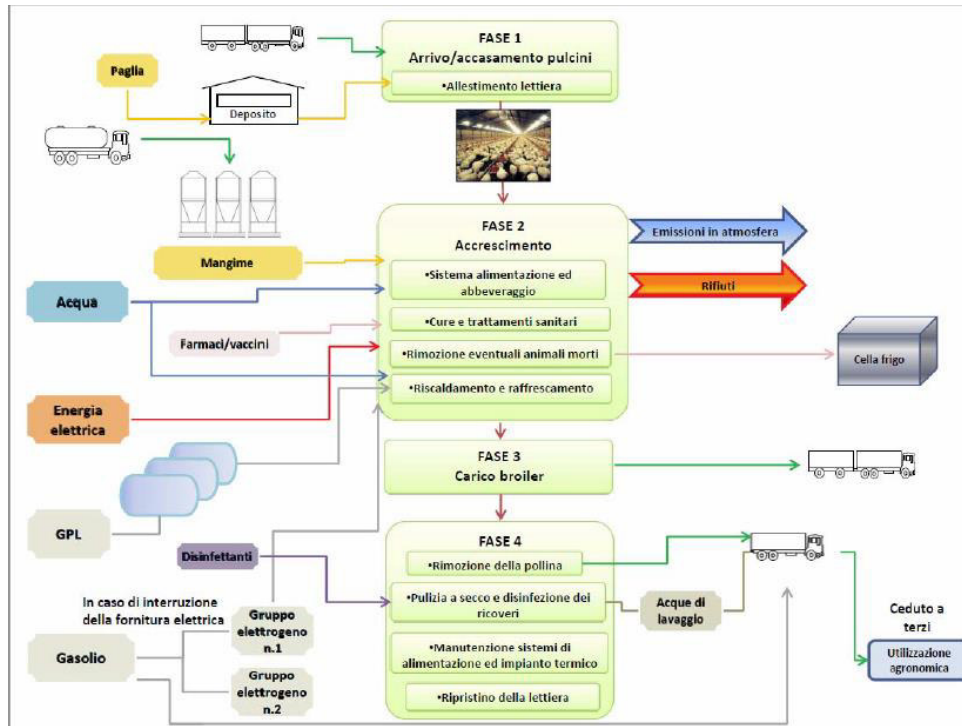 FASE 1
Arrivo/accasamento pulcini
•Allestimento lettiera
Paglia
Deposito
FASE 2
Accrescimento
Emissioni in atmosfera
Mangime
•Sistema alimentazione ed
abbeveraggio
Rifiuti
Acqua
•Cure e trattamenti sanitari
Farmaci/vaccini
•Rimozione eventuali animali morti
Cella frigo
•Riscaldamento e raffrescamento
Energia
elettrica
FASE 3
Carico broiler
GPL
FASE 4
Disinfettanti
•Rimozione della pollina
•Pulizia a secco e disinfezione dei
ricoveri
Acque di
lavaggio
In caso di interruzione
della fornitura elettrica
Gruppo
elettrogeno
n.1
Ceduto a
terzi
Gasolio
•Manutenzione sistemi di
alimentazione ed impianto termico
Utilizzazione
agronomica
Gruppo
elettrogeno
n.2
•Ripristino della lettiera